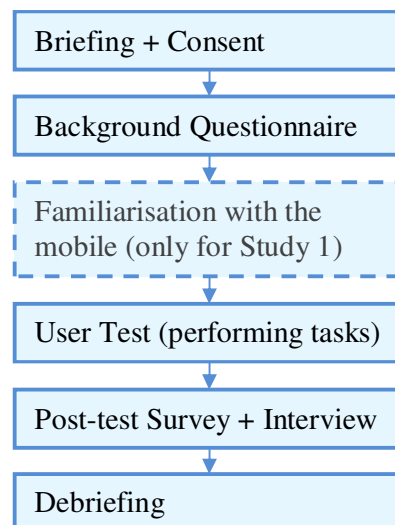 Briefing + Consent
Background Questionnaire
Familiarisation with the
mobile (only for Study 1)
User Test (performing tasks)
Post-test Survey + Interview
Debriefing